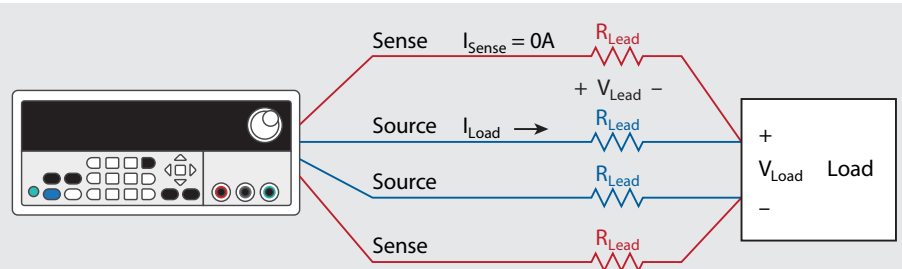 Sense I_Sense = 0A R_Lead
+ V_Lead −
Source I_Load → R_Lead
+
Source R_Lead
V_Load Load
−
Sense R_Lead